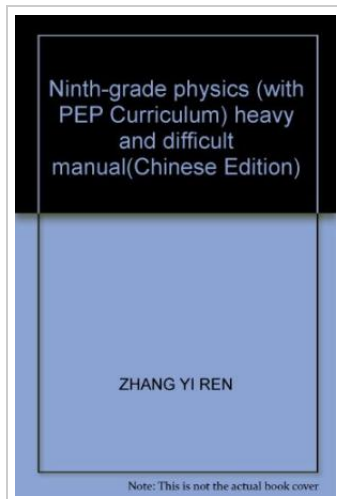 Ninth-grade physics (with
PEP Curriculum) heavy
and difficult
manual(Chinese Edition)
ZHANG YI REN
Note: This is not the actual book cover